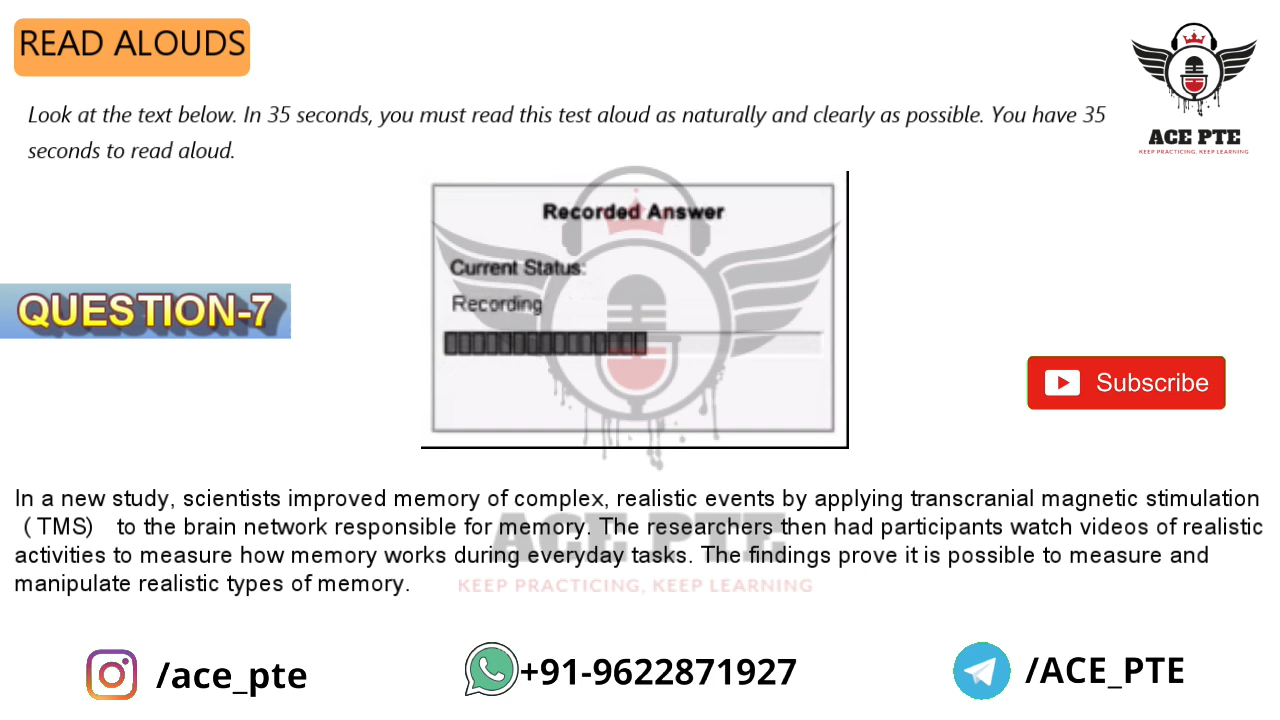 READ ALOUDS
ACE PTE
KEEP PRACTICING, KEEP LEARNING
Look at the text below. In 35 seconds, you must read this test aloud as naturally and clearly as possible. You have 35
seconds to read aloud.
Recorded Answer
Current Status:
Recording
QUESTION-7
Subscribe
In a new study, scientists improved memory of complex, realistic events by applying transcranial magnetic stimulation
( TMS) to the brain network responsible for memory. The researchers then had participants watch videos of realistic
activities to measure how memory works during everyday tasks. The findings prove it is possible to measure and
manipulate realistic types of memory.
ACE PTE
KEEP PRACTICING, KEEP LEARNING
/ace_pte
+91-9622871927
/ACE_PTE